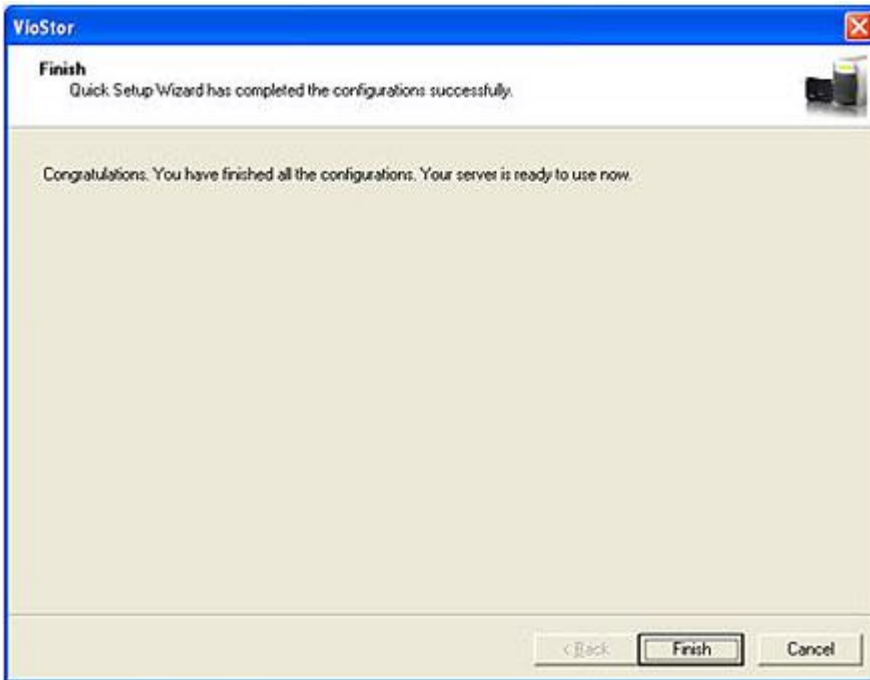 VioStor
Finish
Quick Setup Wizard has completed the configurations successfully.
Congratulations. You have finished all the configurations. Your server is ready to use now.
< Back
Finish
Cancel